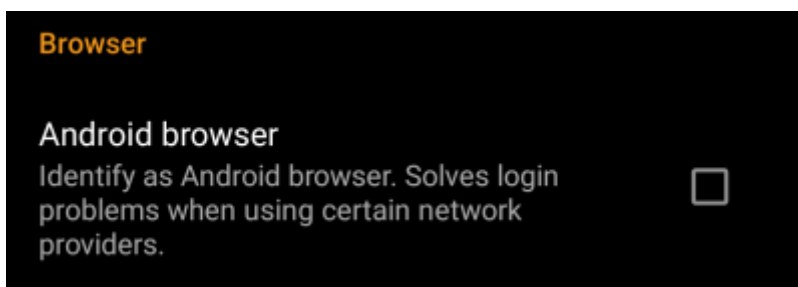 Browser
Android browser
Identify as Android browser. Solves login
problems when using certain network
providers.